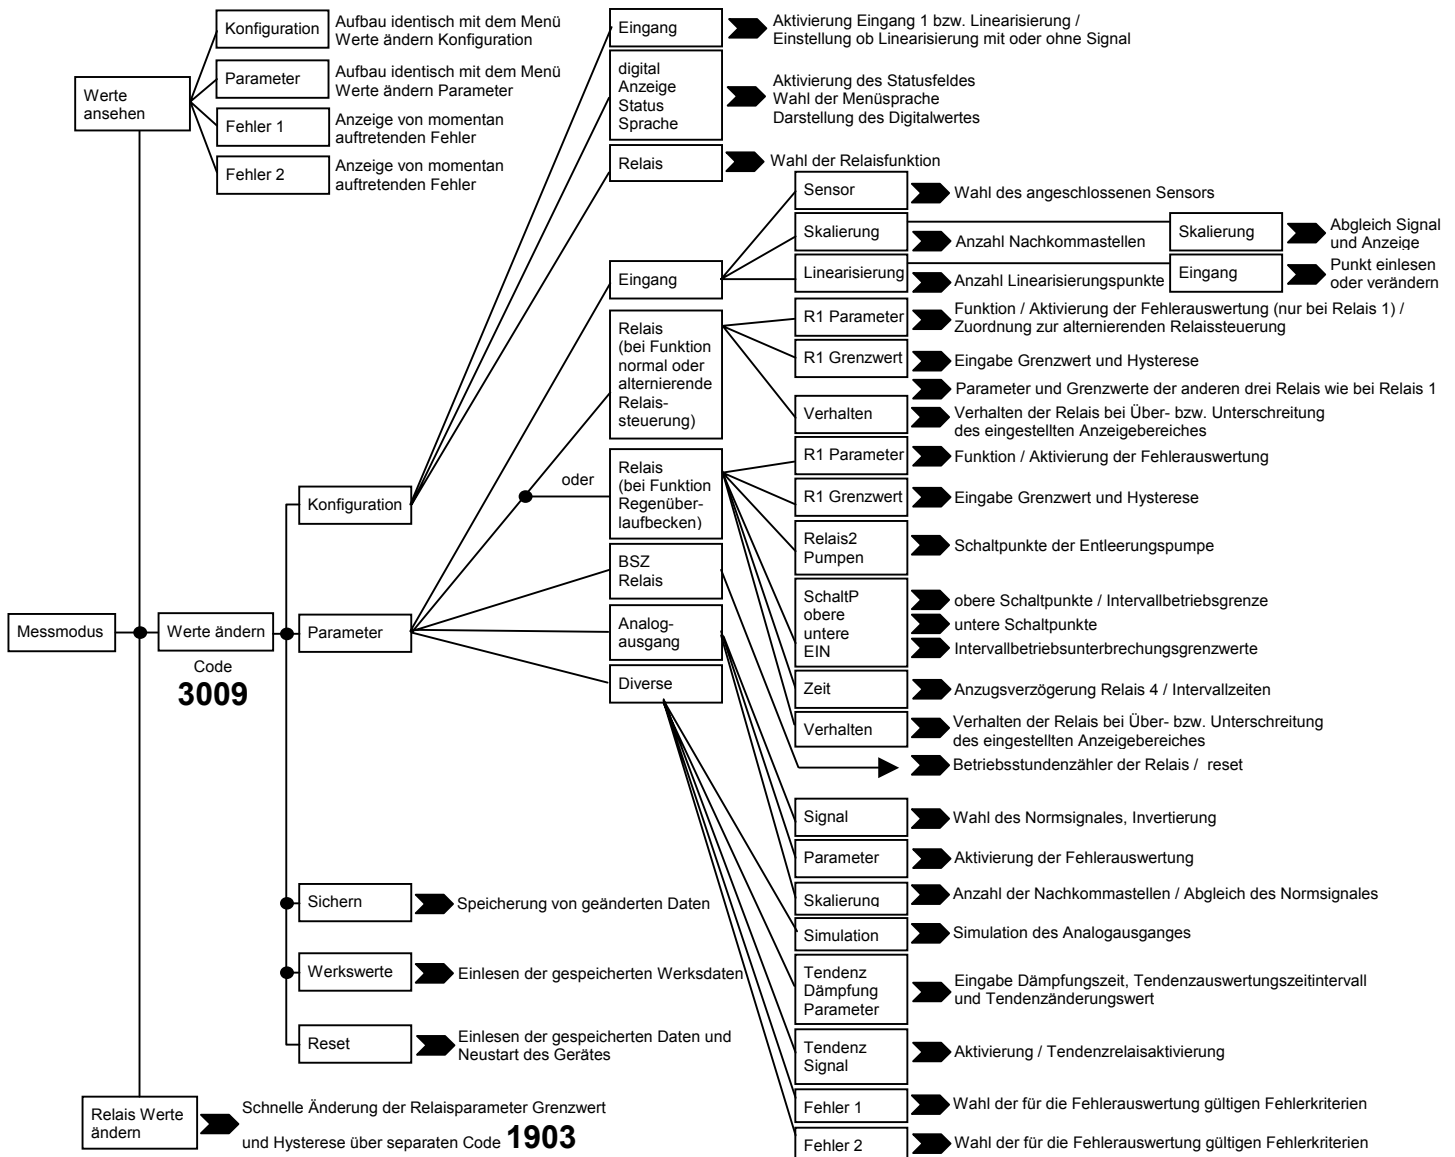 Konfiguration
Aufbau identisch mit dem Menü
Werte ändern Konfiguration
Parameter
Aufbau identisch mit dem Menü
Werte ändern Parameter
Werte
ansehen
Fehler 1
Anzeige von momentan
auftretenden Fehler
Fehler 2
Anzeige von momentan
auftretenden Fehler
Messmodus
Werte ändern
Code
3009
Relais Werte
ändern
Schnelle Änderung der Relaisparameter Grenzwert
und Hysterese über separaten Code 1903
Konfiguration
Parameter
Sichern
Speicherung von geänderten Daten
Werkswerte
Einlesen der gespeicherten Werksdaten
Reset
Einlesen der gespeicherten Daten und
Neustart des Gerätes
Eingang
Aktivierung Eingang 1 bzw. Linearisierung /
Einstellung ob Linearisierung mit oder ohne Signal
digital
Anzeige
Status
Sprache
Aktivierung des Statusfeldes
Wahl der Menüsprache
Darstellung des Digitalwertes
Relais
Wahl der Relaisfunktion
Eingang
Sensor
Wahl des angeschlossenen Sensors
Skalierung
Anzahl Nachkommastellen
Skalierung
Abgleich Signal
und Anzeige
Linearisierung
Anzahl Linearisierungspunkte
Eingang
Punkt einlesen
oder verändern
Relais
(bei Funktion
normal oder
alternierende
Relais-
steuerung)
R1 Parameter
Funktion / Aktivierung der Fehlerauswertung (nur bei Relais 1) /
Zuordnung zur alternierenden Relaissteuerung
R1 Grenzwert
Eingabe Grenzwert und Hysterese
Parameter und Grenzwerte der anderen drei Relais wie bei Relais 1
Verhalten
Verhalten der Relais bei Über- bzw. Unterschreitung
des eingestellten Anzeigebereiches
oder
Relais
(bei Funktion
Regenüber-
laufbecken)
R1 Parameter
Funktion / Aktivierung der Fehlerauswertung
R1 Grenzwert
Eingabe Grenzwert und Hysterese
Relais2
Pumpen
Schaltpunkte der Entleerungspumpe
SchaltP
obere
untere
EIN
obere Schaltpunkte / Intervallbetriebsgrenze
untere Schaltpunkte
Intervallbetriebsunterbrechungsgrenzwerte
Zeit
Anzugsverzögerung Relais 4 / Intervallzeiten
Verhalten
Verhalten der Relais bei Über- bzw. Unterschreitung
des eingestellten Anzeigebereiches
BSZ
Relais
Betriebsstundenzähler der Relais / reset
Analog-
ausgang
Signal
Wahl des Normsignales, Invertierung
Parameter
Aktivierung der Fehlerauswertung
Skalierung
Anzahl der Nachkommastellen / Abgleich des Normsignales
Diverse
Simulation
Simulation des Analogausganges
Tendenz
Dämpfung
Parameter
Eingabe Dämpfungszeit, Tendenzauswertungszeitintervall
und Tendenzänderungswert
Tendenz
Signal
Aktivierung / Tendenzrelaisaktivierung
Fehler 1
Wahl der für die Fehlerauswertung gültigen Fehlerkriterien
Fehler 2
Wahl der für die Fehlerauswertung gültigen Fehlerkriterien